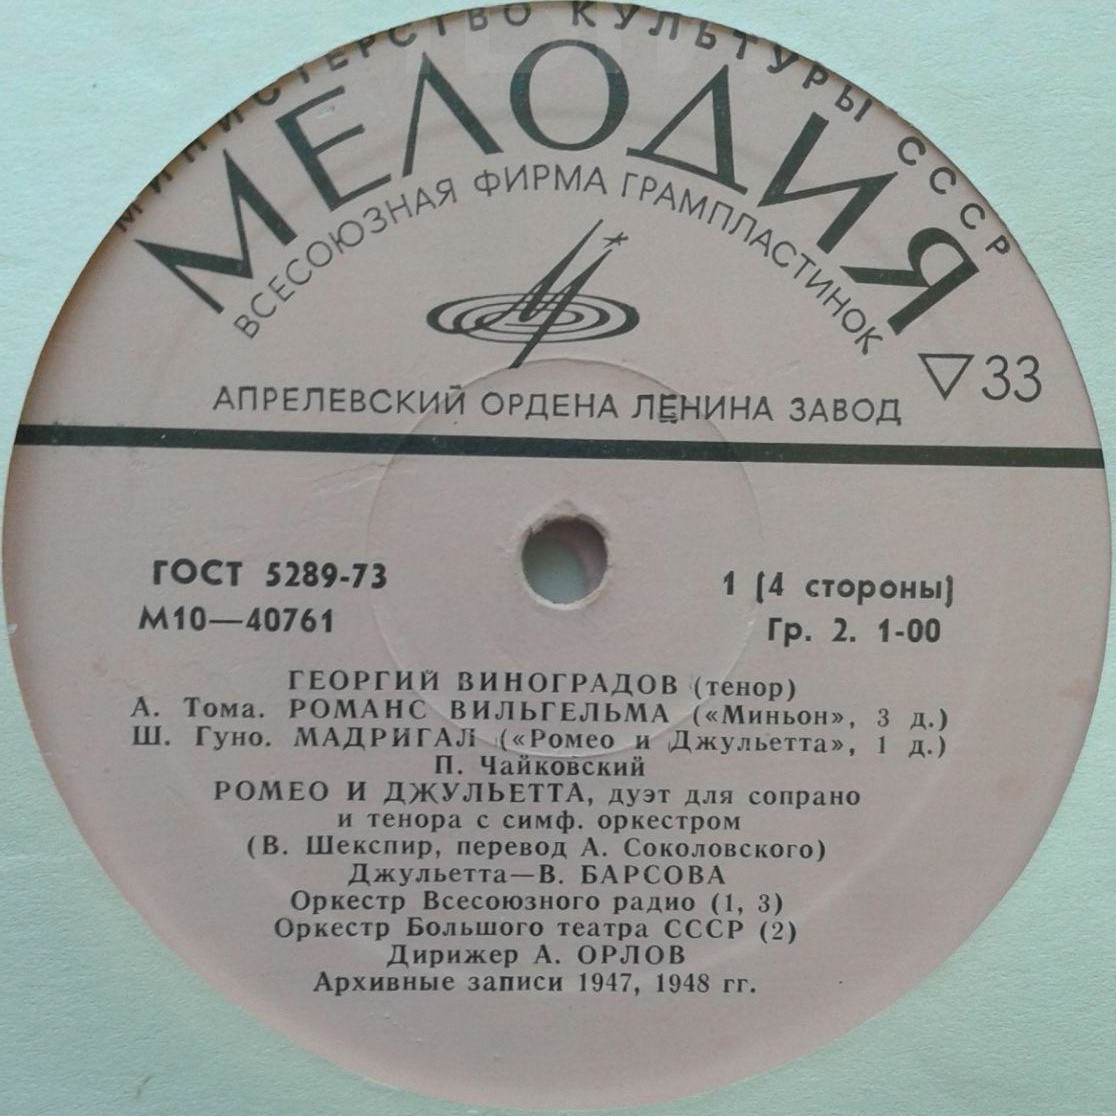 МИНИСТЕРСТВО КУЛЬТУРЫ СССР
МЕЛОДИЯ
ВСЕСОЮЗНАЯ ФИРМА ГРАМПЛАСТИНОК
33
АПРЕЛЕВСКИЙ ОРДЕНА ЛЕНИНА ЗАВОД
ГОСТ 5289-73
М10—40761
1 (4 стороны)
Гр. 2. 1-00
ГЕОРГИЙ ВИНОГРАДОВ (тенор)
А. Тома. РОМАНС ВИЛЬГЕЛЬМА («Миньон», 3 д.)
Ш. Гуно. МАДРИГАЛ («Ромео и Джульетта», 1 д.)
П. Чайковский
РОМЕО И ДЖУЛЬЕТТА, дуэт для сопрано
и тенора с симф. оркестром
(В. Шекспир, перевод А. Соколовского)
Джульетта—В. БАРСОВА
Оркестр Всесоюзного радио (1, 3)
Оркестр Большого театра СССР (2)
Дирижер А. ОРЛОВ
Архивные записи 1947, 1948 гг.